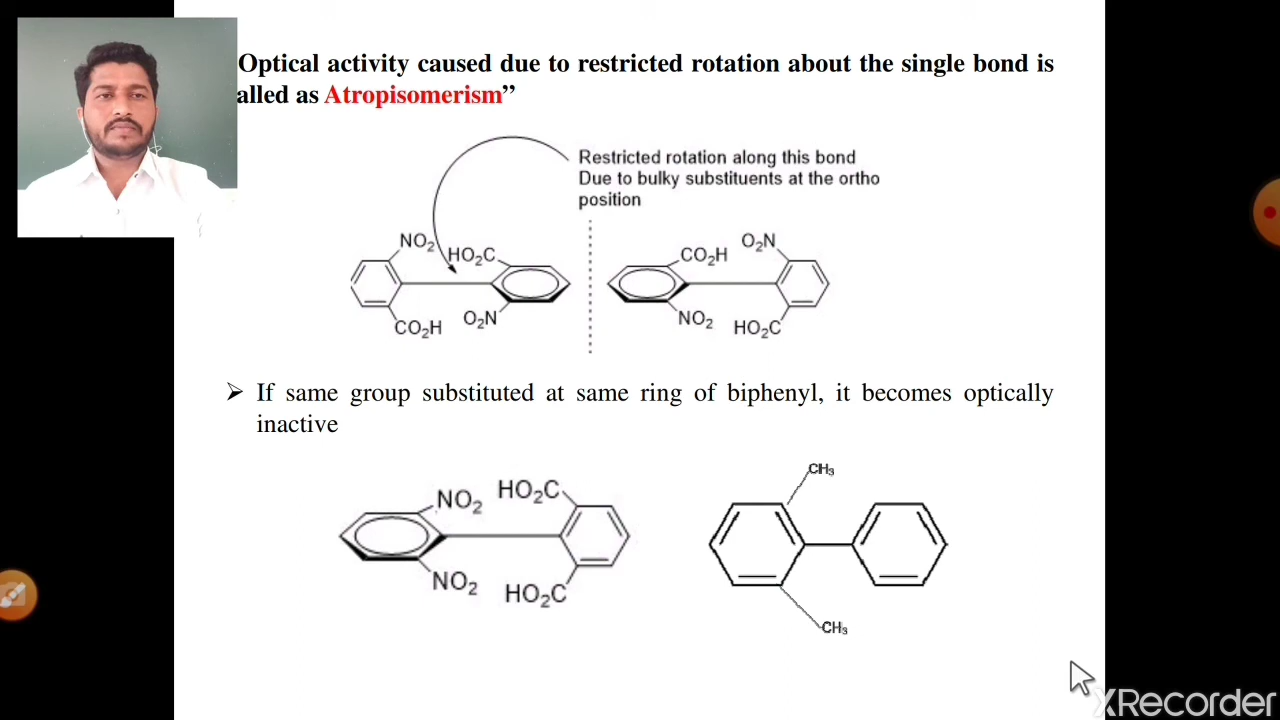 Optical activity caused due to restricted rotation about the single bond is
alled as Atropisomerism”
Restricted rotation along this bond
Due to bulky substituents at the ortho
position
NO₂ HO₂C CO₂H O₂N
CO₂H O₂N NO₂ HO₂C
➢ If same group substituted at same ring of biphenyl, it becomes optically
inactive
CH₃
NO₂ HO₂C
NO₂ HO₂C
CH₃
XRecorder